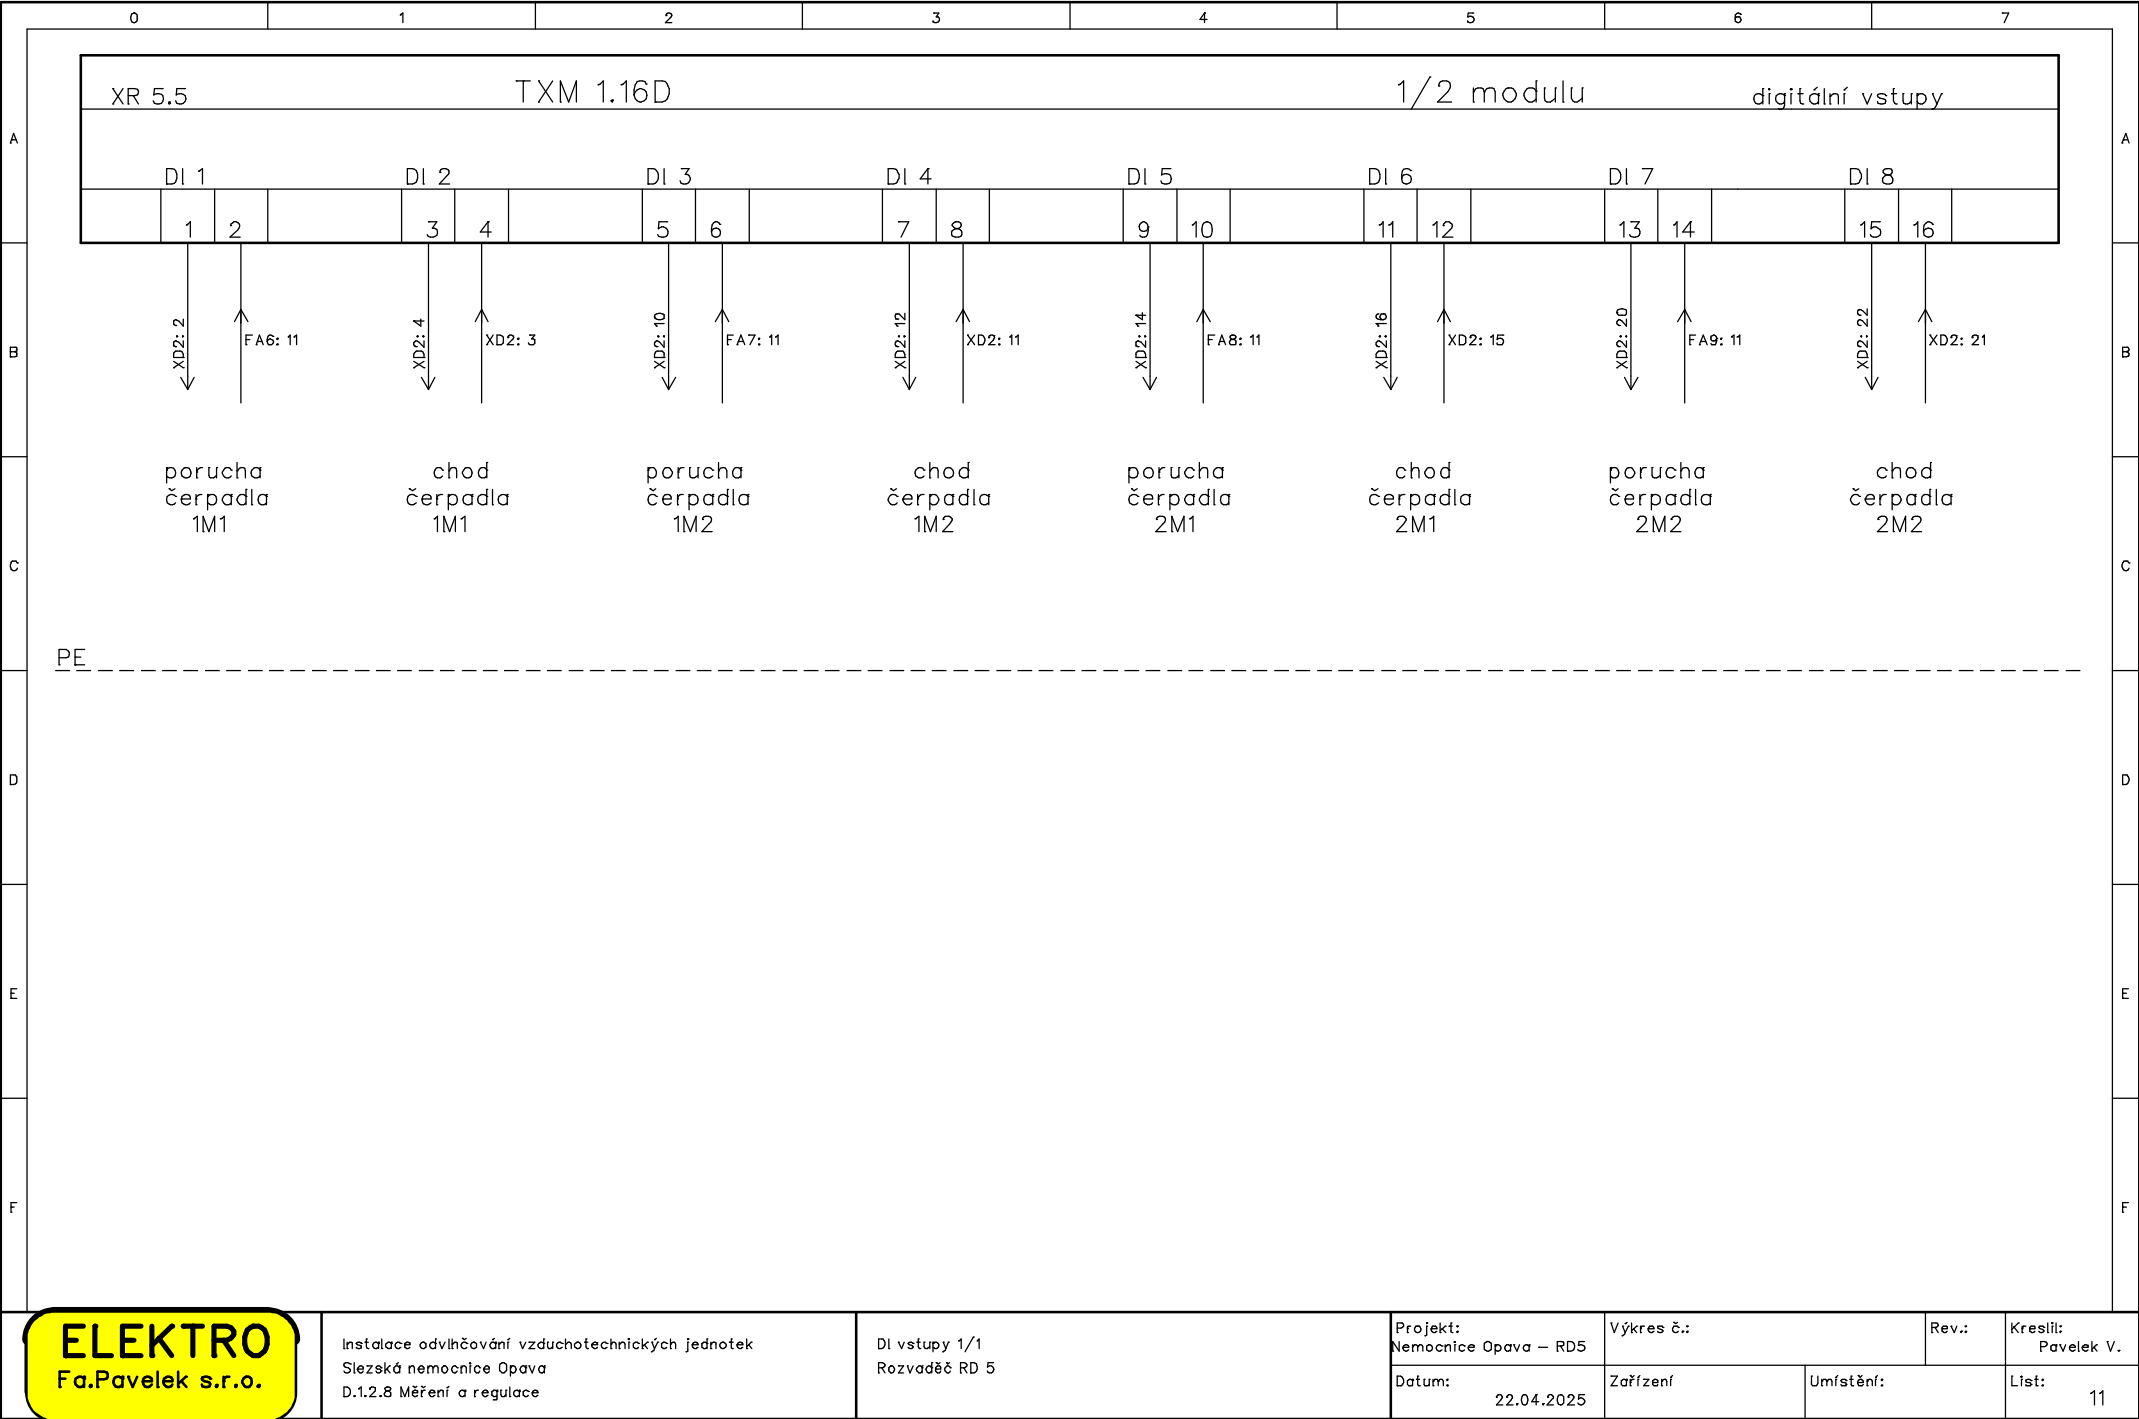 0 1 2 3 4 5 6 7
XR 5.5 TXM 1.16D 1/2 modulu digitální vstupy
A A
DI 1 DI 2 DI 3 DI 4 DI 5 DI 6 DI 7 DI 8
1 2 3 4 5 6 7 8 9 10 11 12 13 14 15 16
XD2: 2 FA6: 11 XD2: 4 XD2: 3 XD2: 10 FA7: 11 XD2: 12 XD2: 11 XD2: 14 FA8: 11 XD2: 16 XD2: 15 XD2: 20 FA9: 11 XD2: 22 XD2: 21
B B
porucha chod porucha chod porucha chod porucha chod
čerpadla čerpadla čerpadla čerpadla čerpadla čerpadla čerpadla čerpadla
1M1 1M1 1M2 1M2 2M1 2M1 2M2 2M2
C C
PE
D D
E E
F F
ELEKTRO
Fa.Pavelek s.r.o.
Instalace odvlhčování vzduchotechnických jednotek
Slezská nemocnice Opava
D.1.2.8 Měření a regulace
DI vstupy 1/1
Rozvaděč RD 5
Projekt:
Nemocnice Opava – RD5
Výkres č.:
Rev.:
Kreslil:
Pavelek V.
Datum:
22.04.2025
Zařízení
Umístění:
List:
11